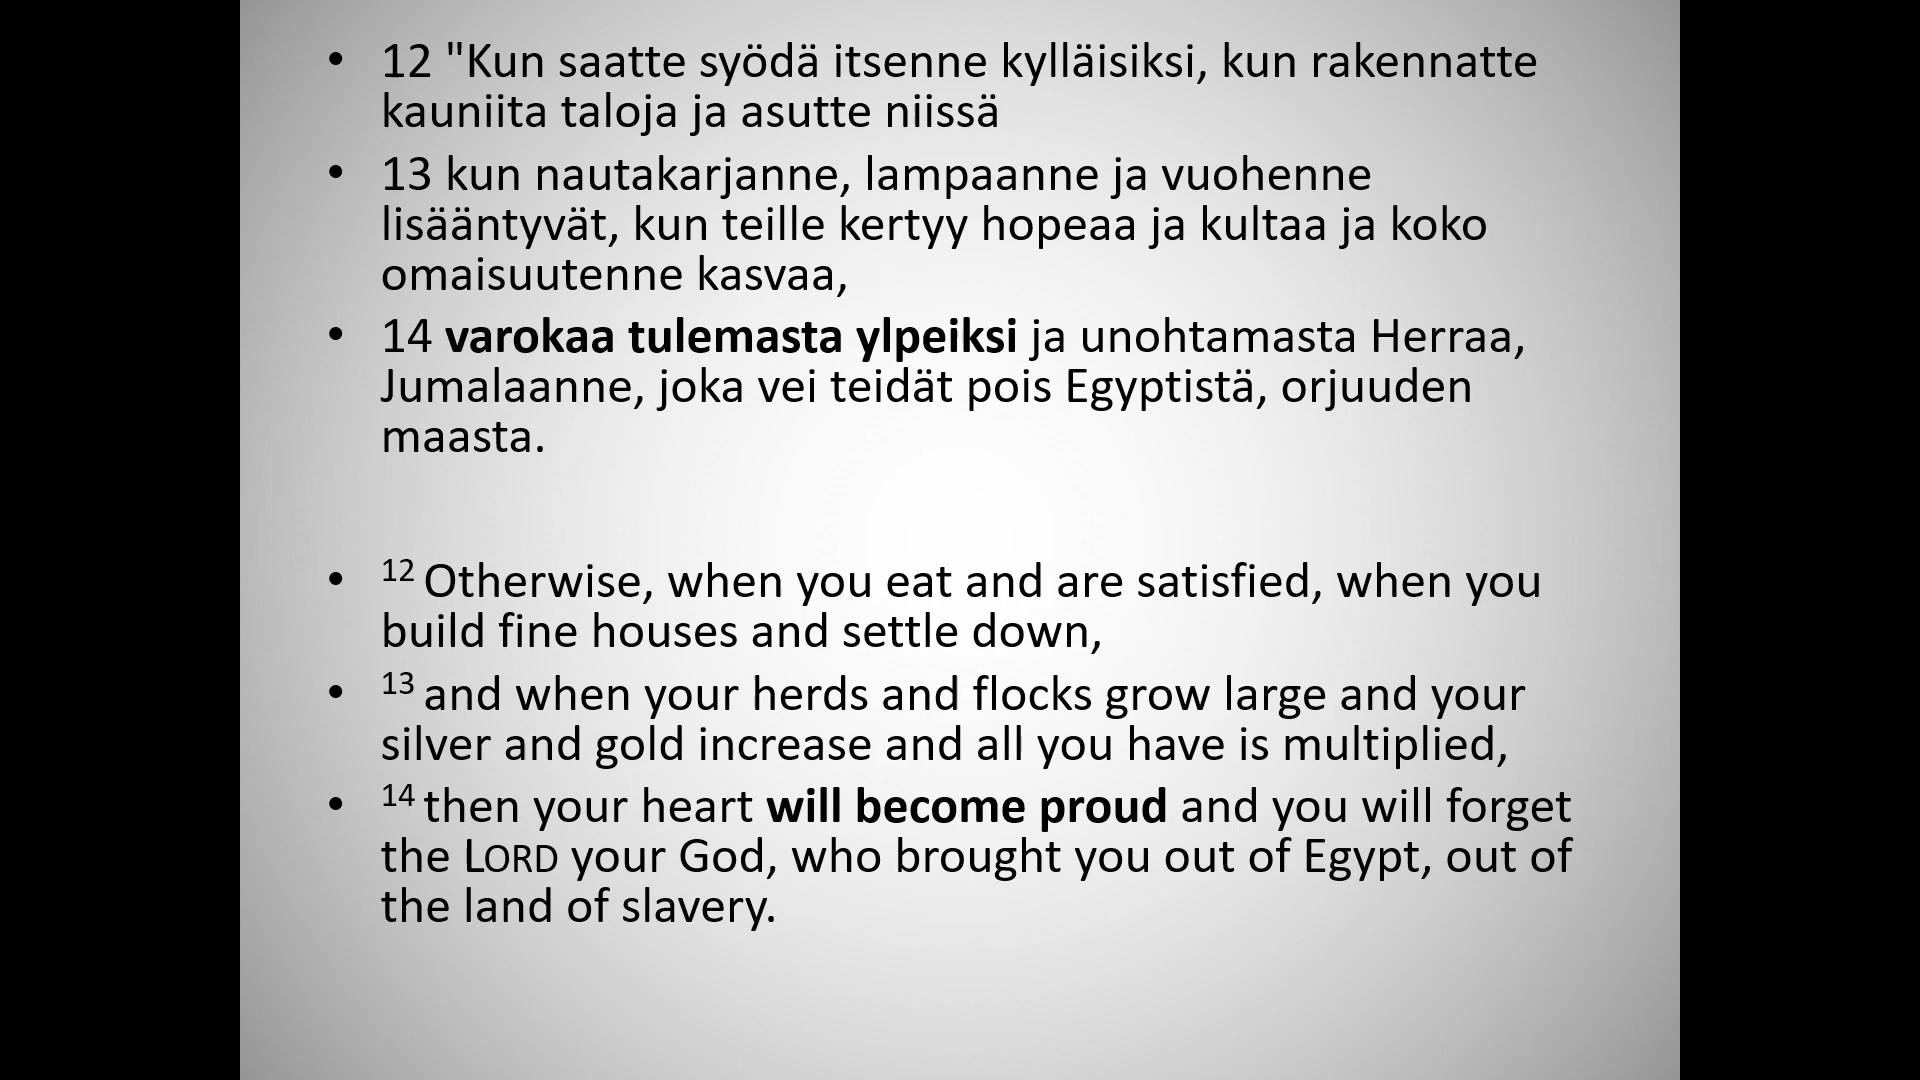 • 12 "Kun saatte syödä itsenne kylläisiksi, kun rakennatte
kauniita taloja ja asutte niissä
• 13 kun nautakarjanne, lampaanne ja vuohenne
lisääntyvät, kun teille kertyy hopeaa ja kultaa ja koko
omaisuutenne kasvaa,
• 14 varokaa tulemasta ylpeiksi ja unohtamasta Herraa,
Jumalaanne, joka vei teidät pois Egyptistä, orjuuden
maasta.
• 12 Otherwise, when you eat and are satisfied, when you
build fine houses and settle down,
• 13 and when your herds and flocks grow large and your
silver and gold increase and all you have is multiplied,
• 14 then your heart will become proud and you will forget
the LORD your God, who brought you out of Egypt, out of
the land of slavery.